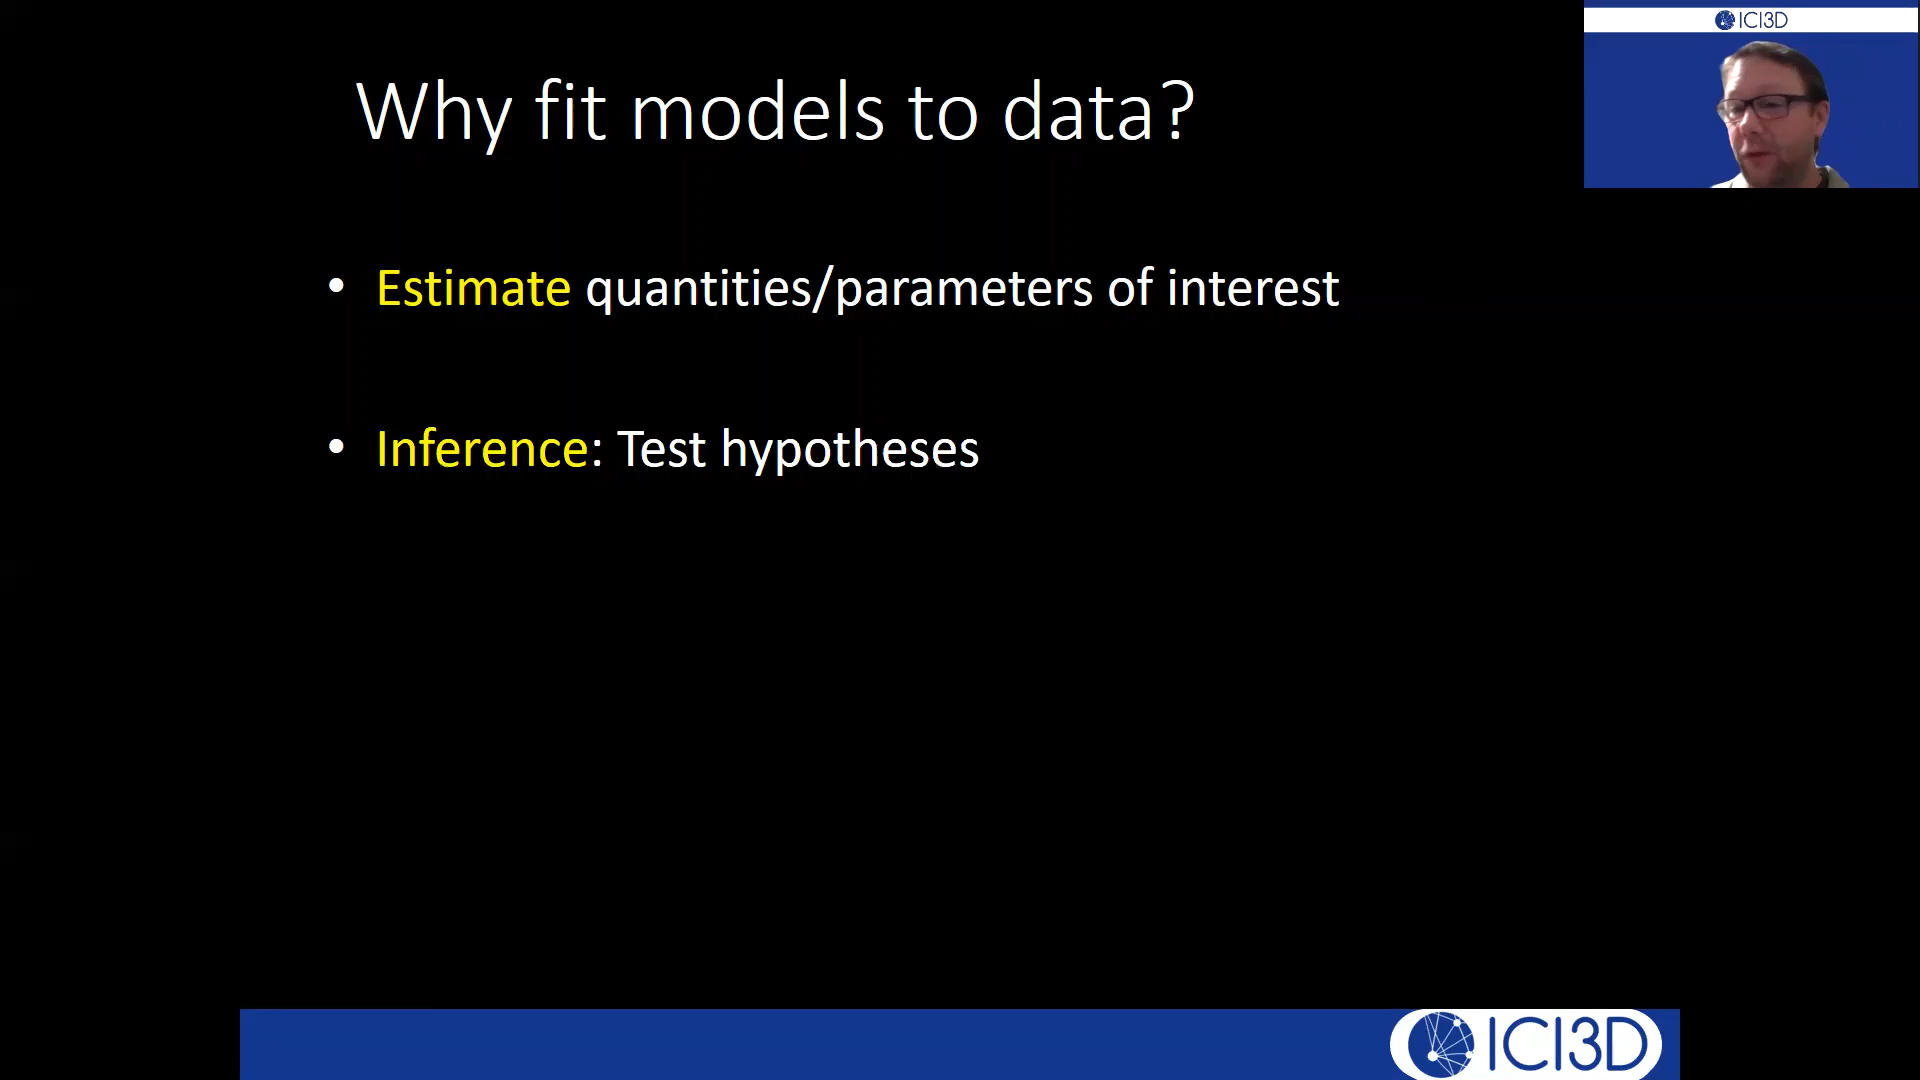 ICI3D
Why fit models to data?
• Estimate quantities/parameters of interest
• Inference: Test hypotheses
ICI3D